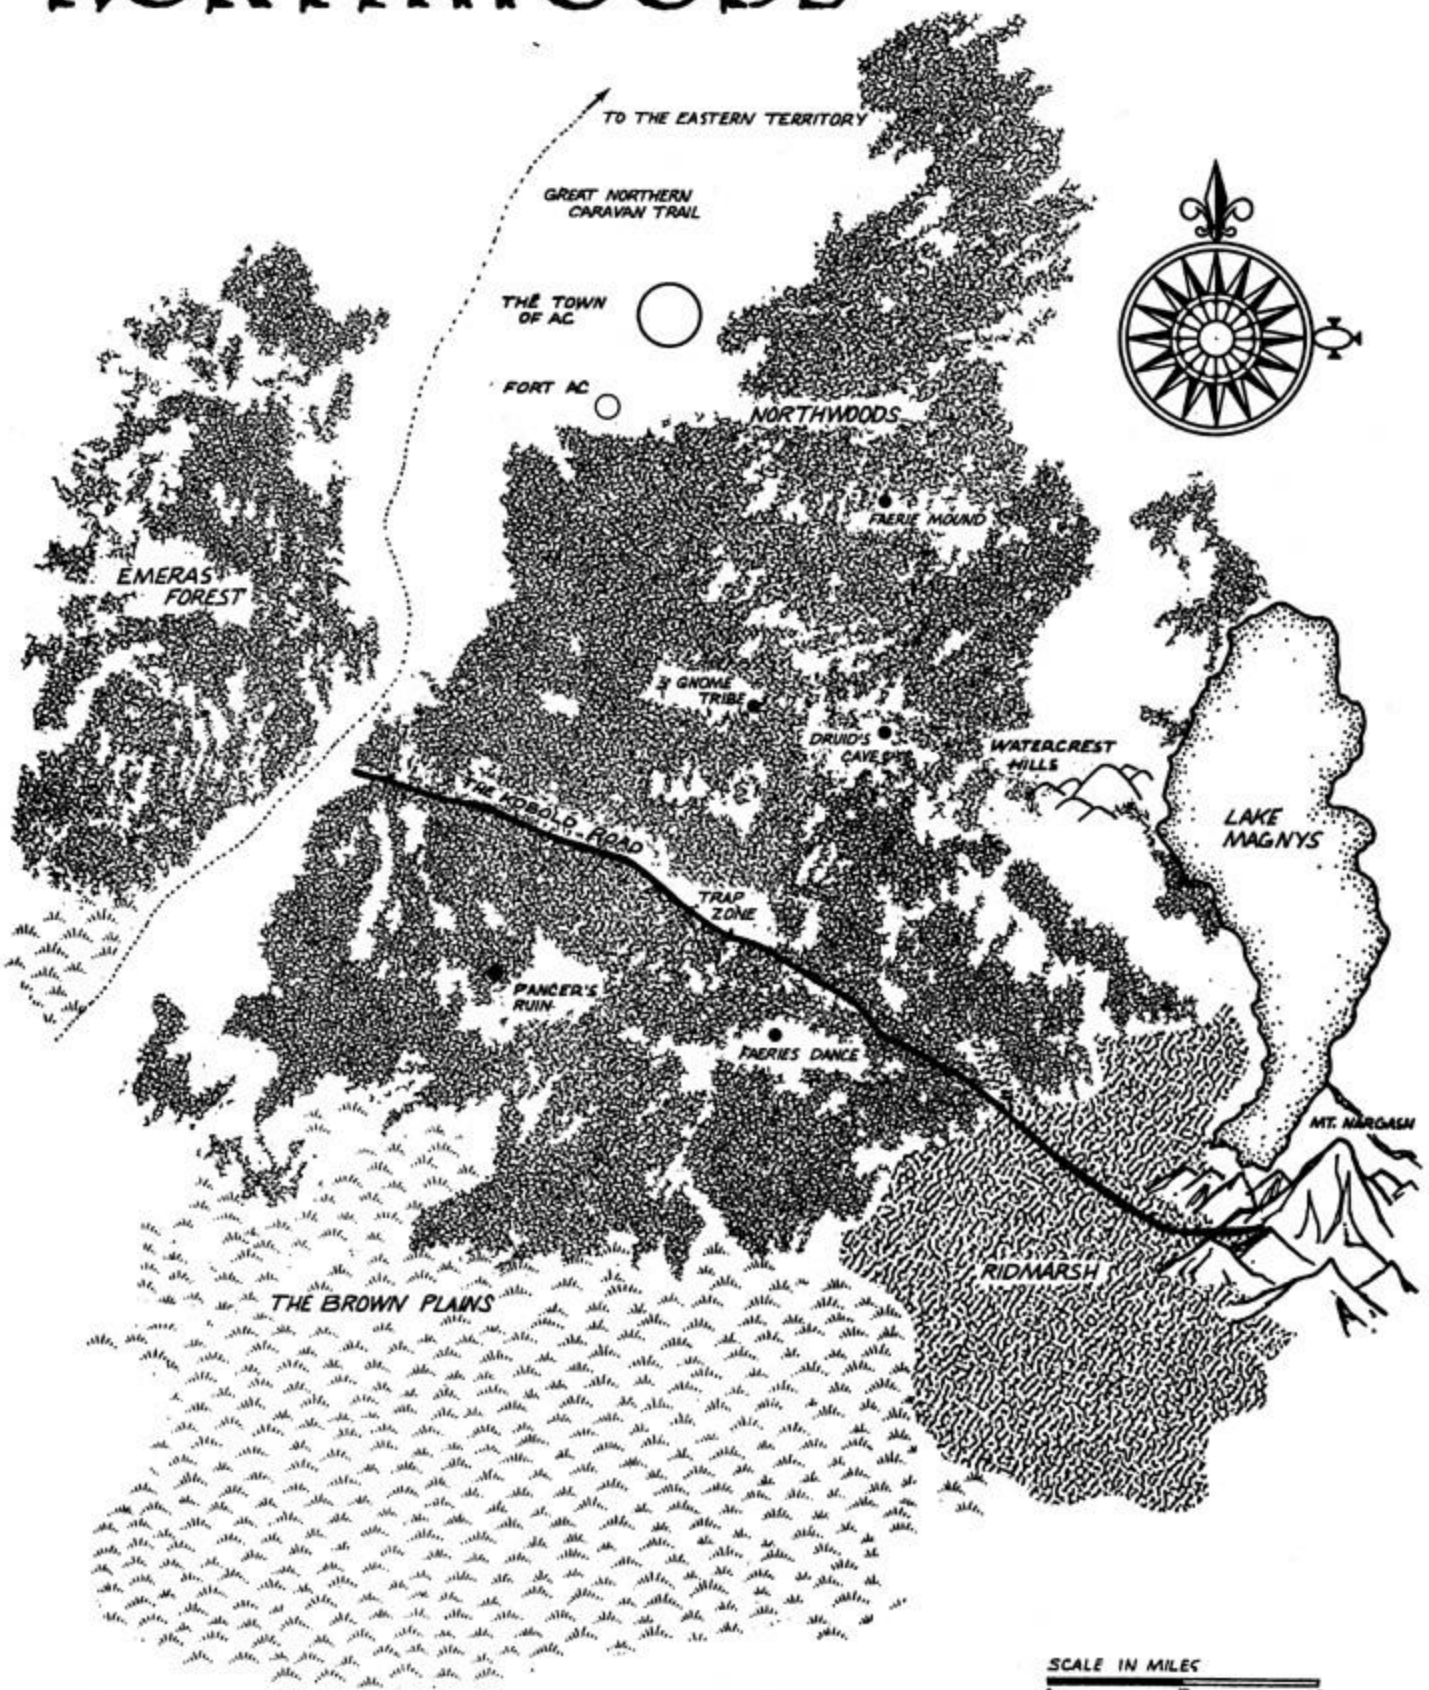 TO THE EASTERN TERRITORY
GREAT NORTHERN
CARAVAN TRAIL
THE TOWN
OF AC
FORT AC
NORTHWOODS
FAERIE MOUND
EMERAS
FOREST
GNOME
TRIBE
DRUID'S
CAVES
WATERCREST
HILLS
THE KOBOLD ROAD
LAKE
MAGNYS
TRAP
ZONE
RUIN
FAERIES DANCE
MT. NARGASH
RIDMARSH
THE BROWN PLAINS
SCALE IN MILES